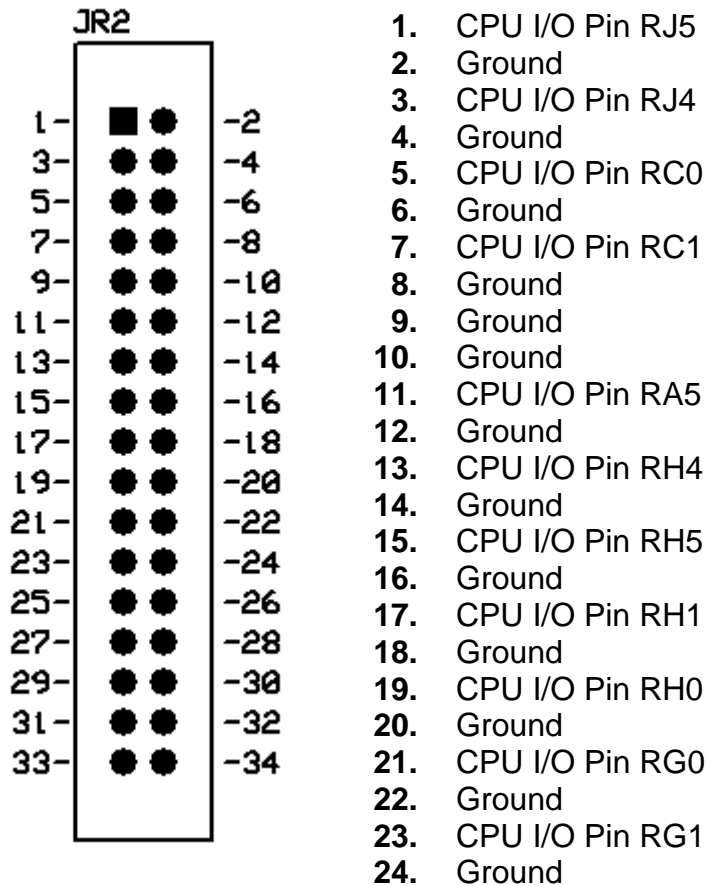 JR2
1- -2
3- -4
5- -6
7- -8
9- -10
11- -12
13- -14
15- -16
17- -18
19- -20
21- -22
23- -24
25- -26
27- -28
29- -30
31- -32
33- -34
1. CPU I/O Pin RJ5
2. Ground
3. CPU I/O Pin RJ4
4. Ground
5. CPU I/O Pin RC0
6. Ground
7. CPU I/O Pin RC1
8. Ground
9. Ground
10. Ground
11. CPU I/O Pin RA5
12. Ground
13. CPU I/O Pin RH4
14. Ground
15. CPU I/O Pin RH5
16. Ground
17. CPU I/O Pin RH1
18. Ground
19. CPU I/O Pin RH0
20. Ground
21. CPU I/O Pin RG0
22. Ground
23. CPU I/O Pin RG1
24. Ground